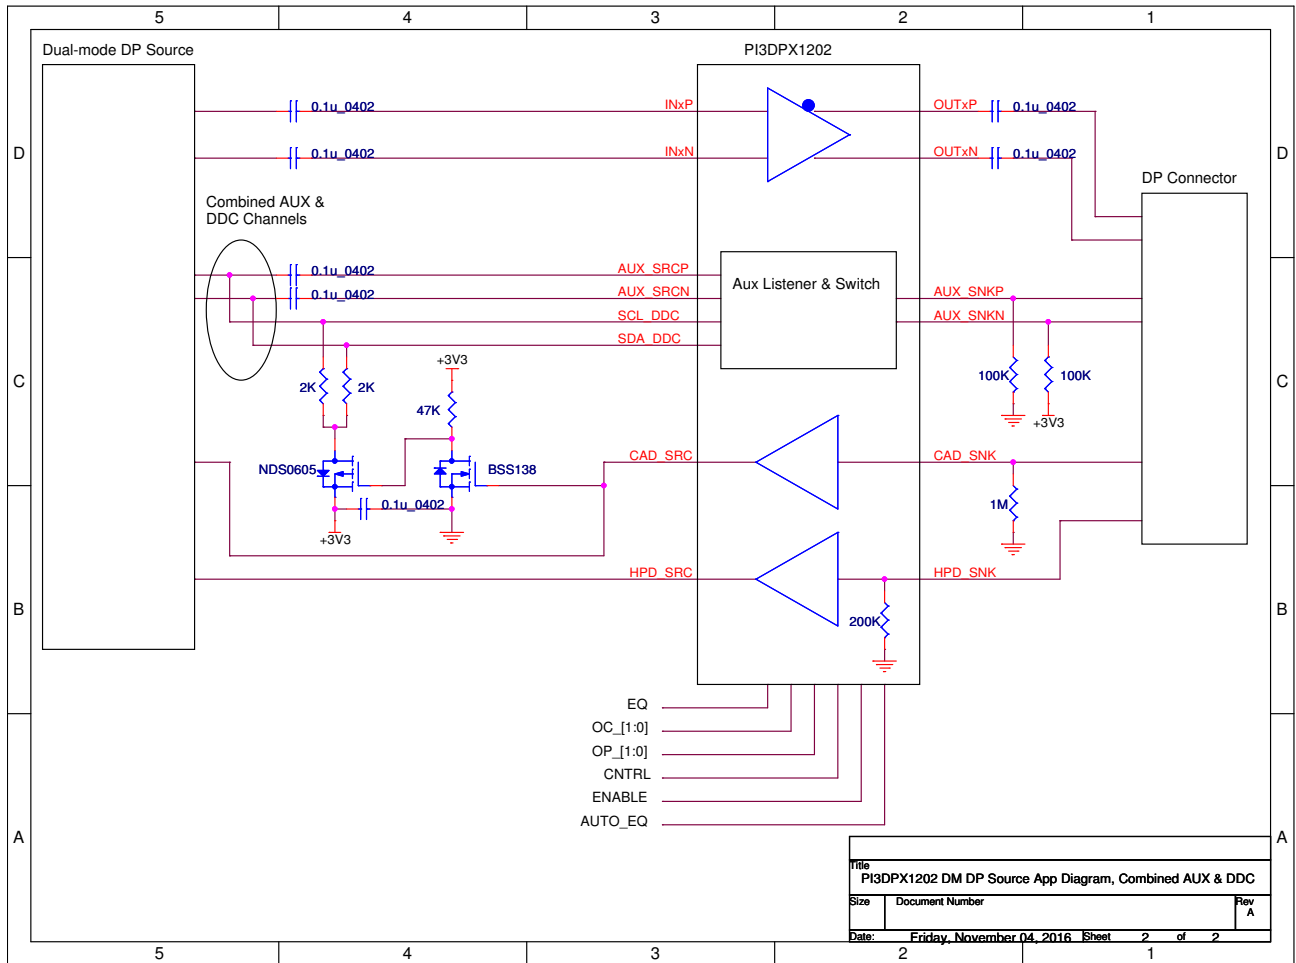 5 4 3 2 1
Dual-mode DP Source
PI3DPX1202
0.1u_0402
INxP
OUTxP
0.1u_0402
D
0.1u_0402
INxN
OUTxN
0.1u_0402
D
DP Connector
Combined AUX &
DDC Channels
0.1u_0402
AUX_SRCP
Aux Listener & Switch
0.1u_0402
AUX_SRCN
AUX_SNKP
SCL_DDC
AUX_SNKN
SDA_DDC
+3V3
C
2K
2K
100K
100K
C
47K
+3V3
NDS0605
BSS138
CAD_SRC
CAD_SNK
0.1u_0402
1M
+3V3
HPD_SRC
HPD_SNK
B
200K
B
EQ
OC_[1:0]
OP_[1:0]
CNTRL
ENABLE
AUTO_EQ
A
A
Title
PI3DPX1202 DM DP Source App Diagram, Combined AUX & DDC
Size Document Number Rev
A
Date: Friday, November 04, 2016 Sheet 2 of 2
5 4 3 2 1